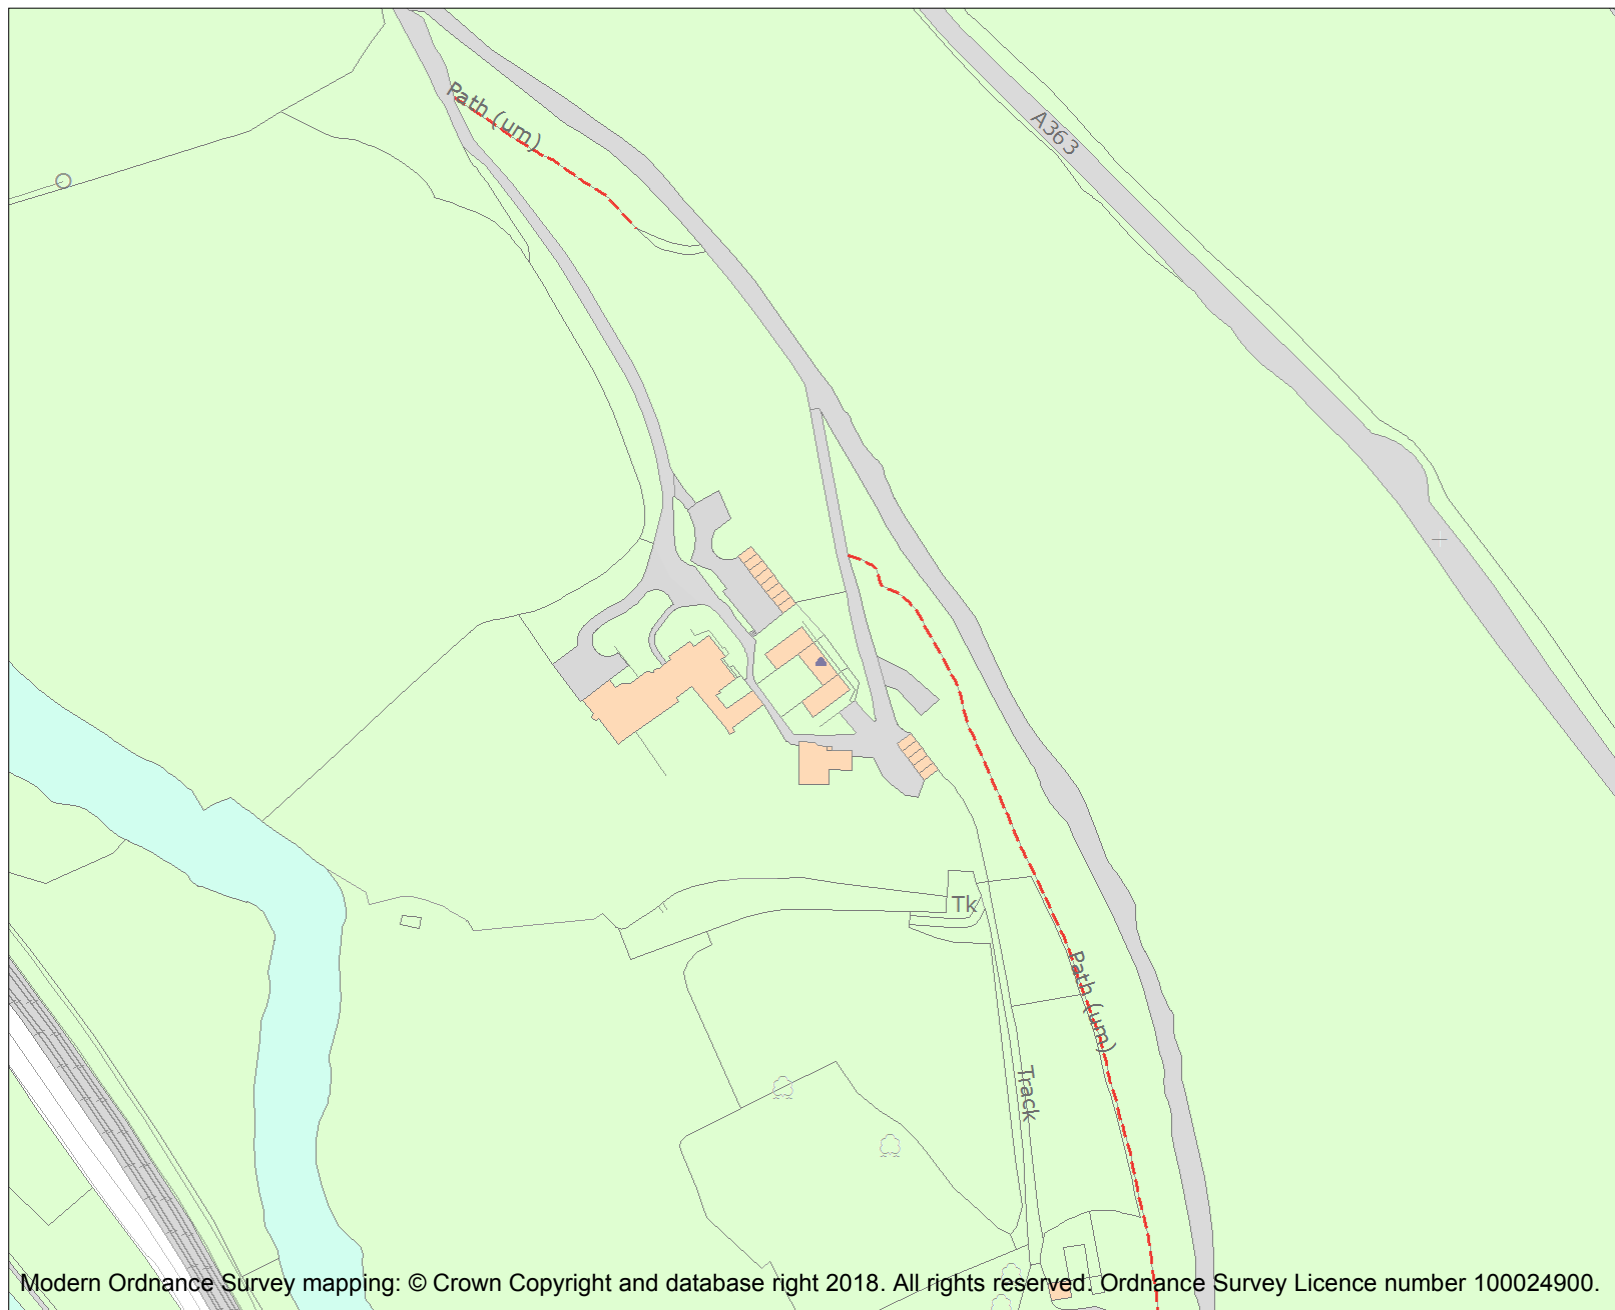 Path (um)
A363
Tk
Path (um)
Track
Modern Ordnance Survey mapping: © Crown Copyright and database right 2018. All rights reserved. Ordnance Survey Licence number 100024900.